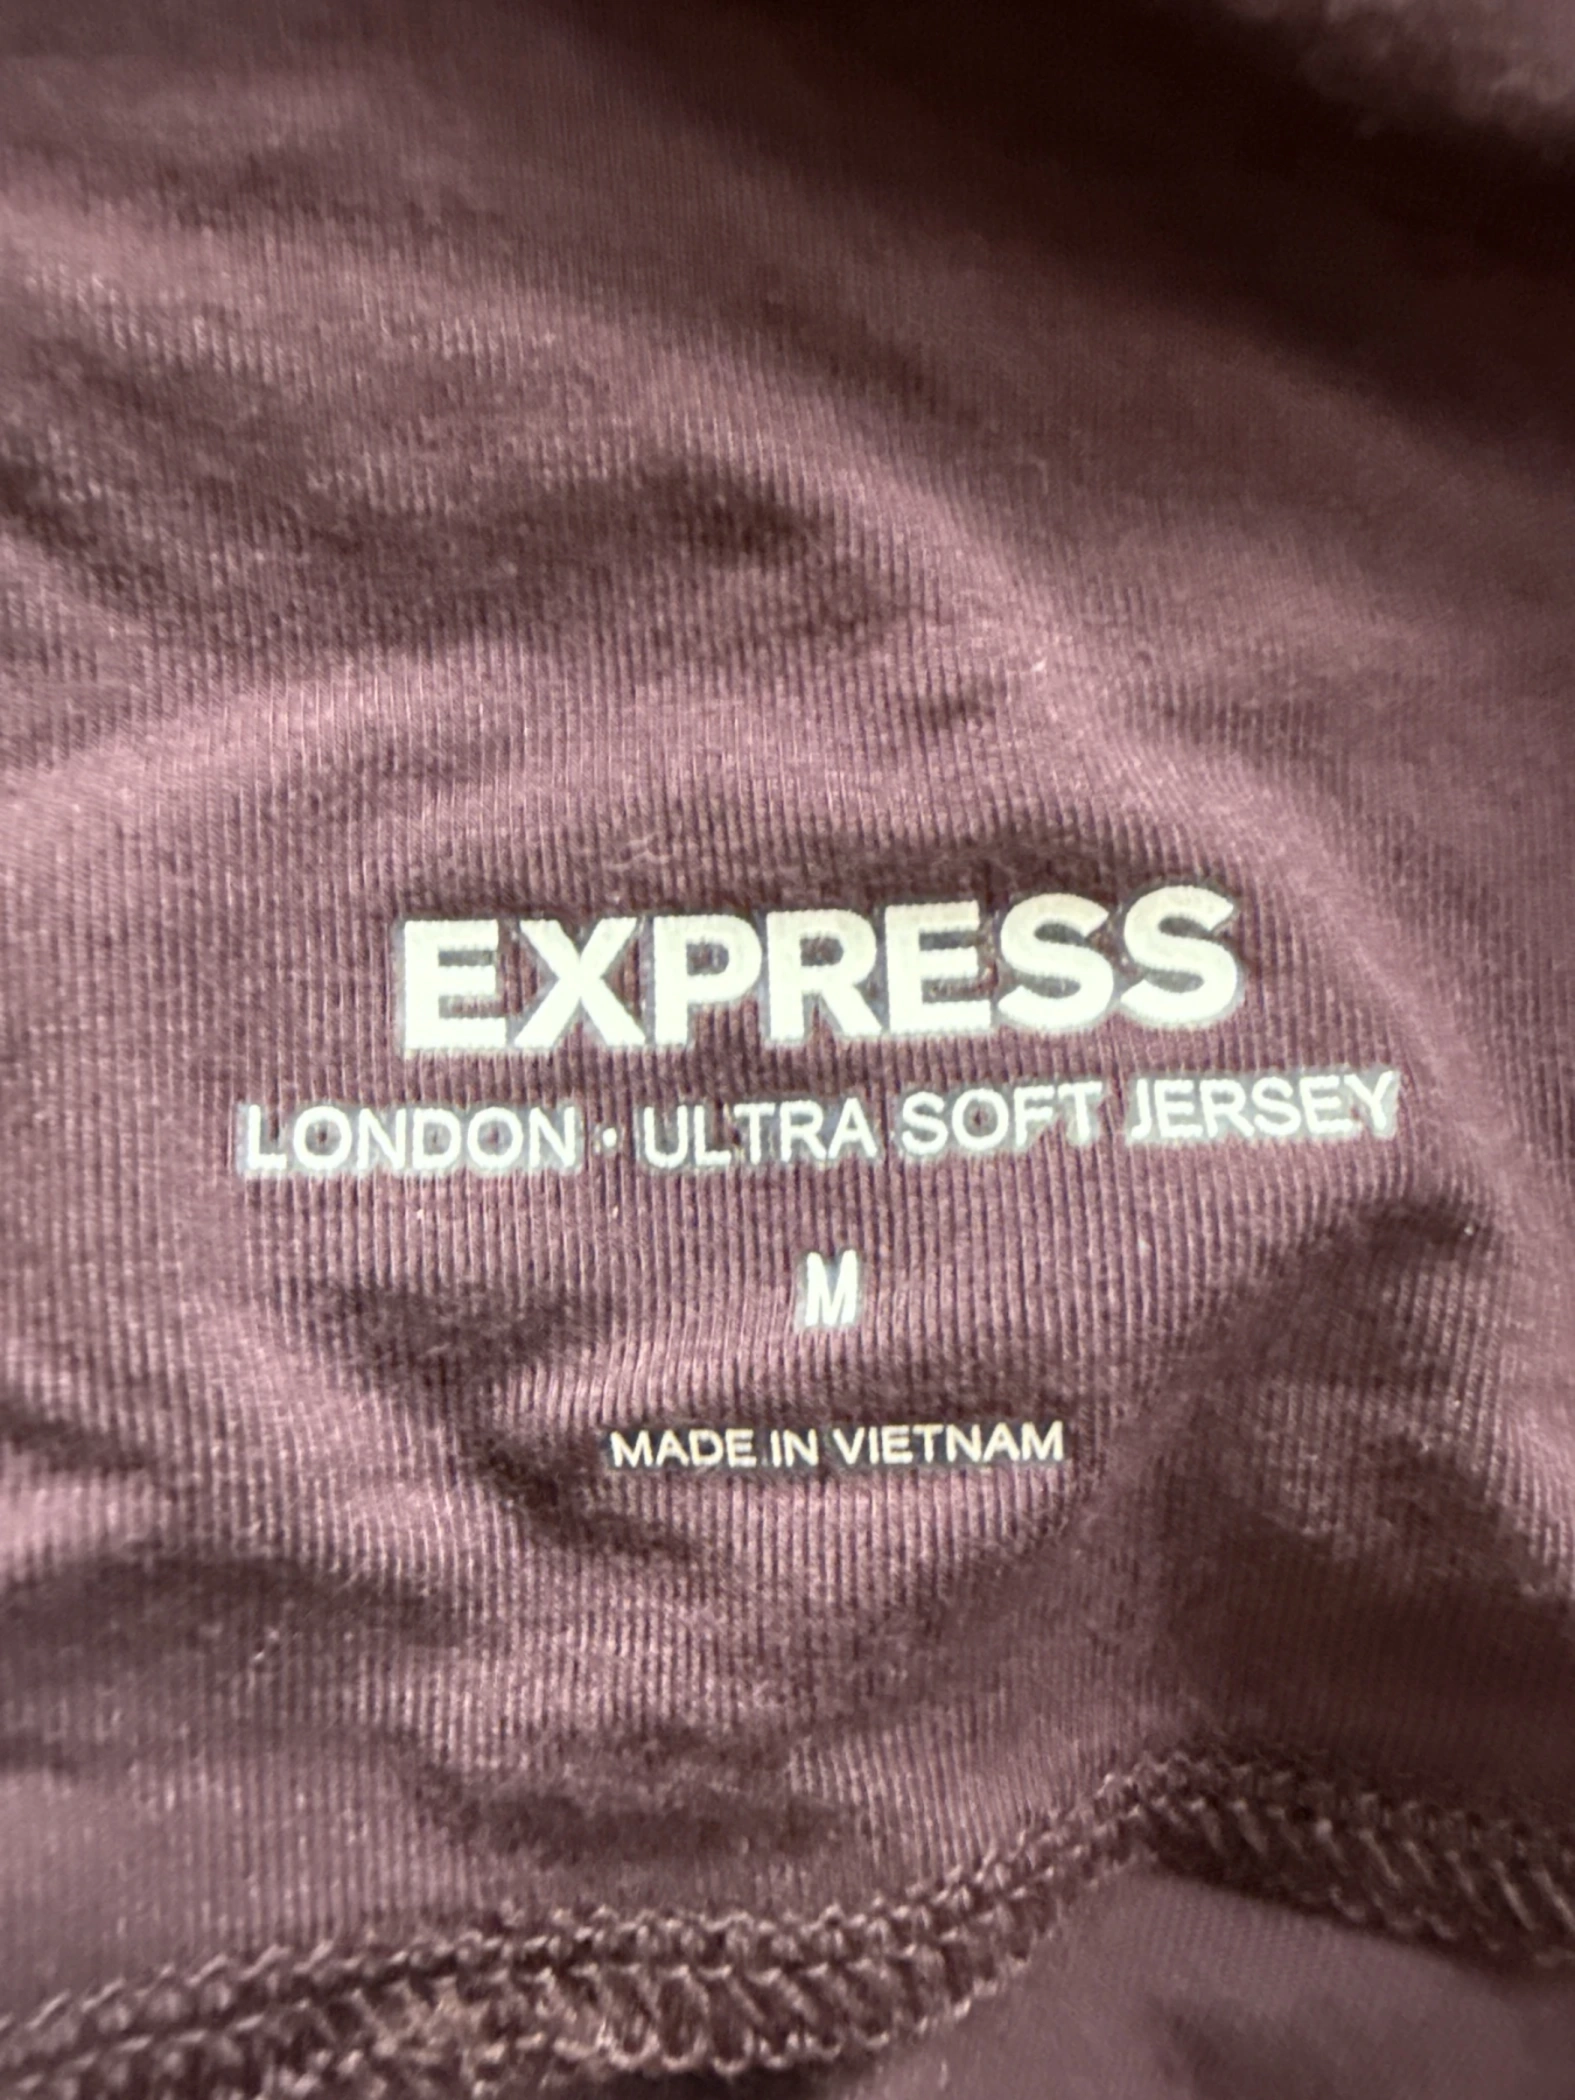 EXPRESS
LONDON • ULTRA SOFT JERSEY
M
MADE IN VIETNAM